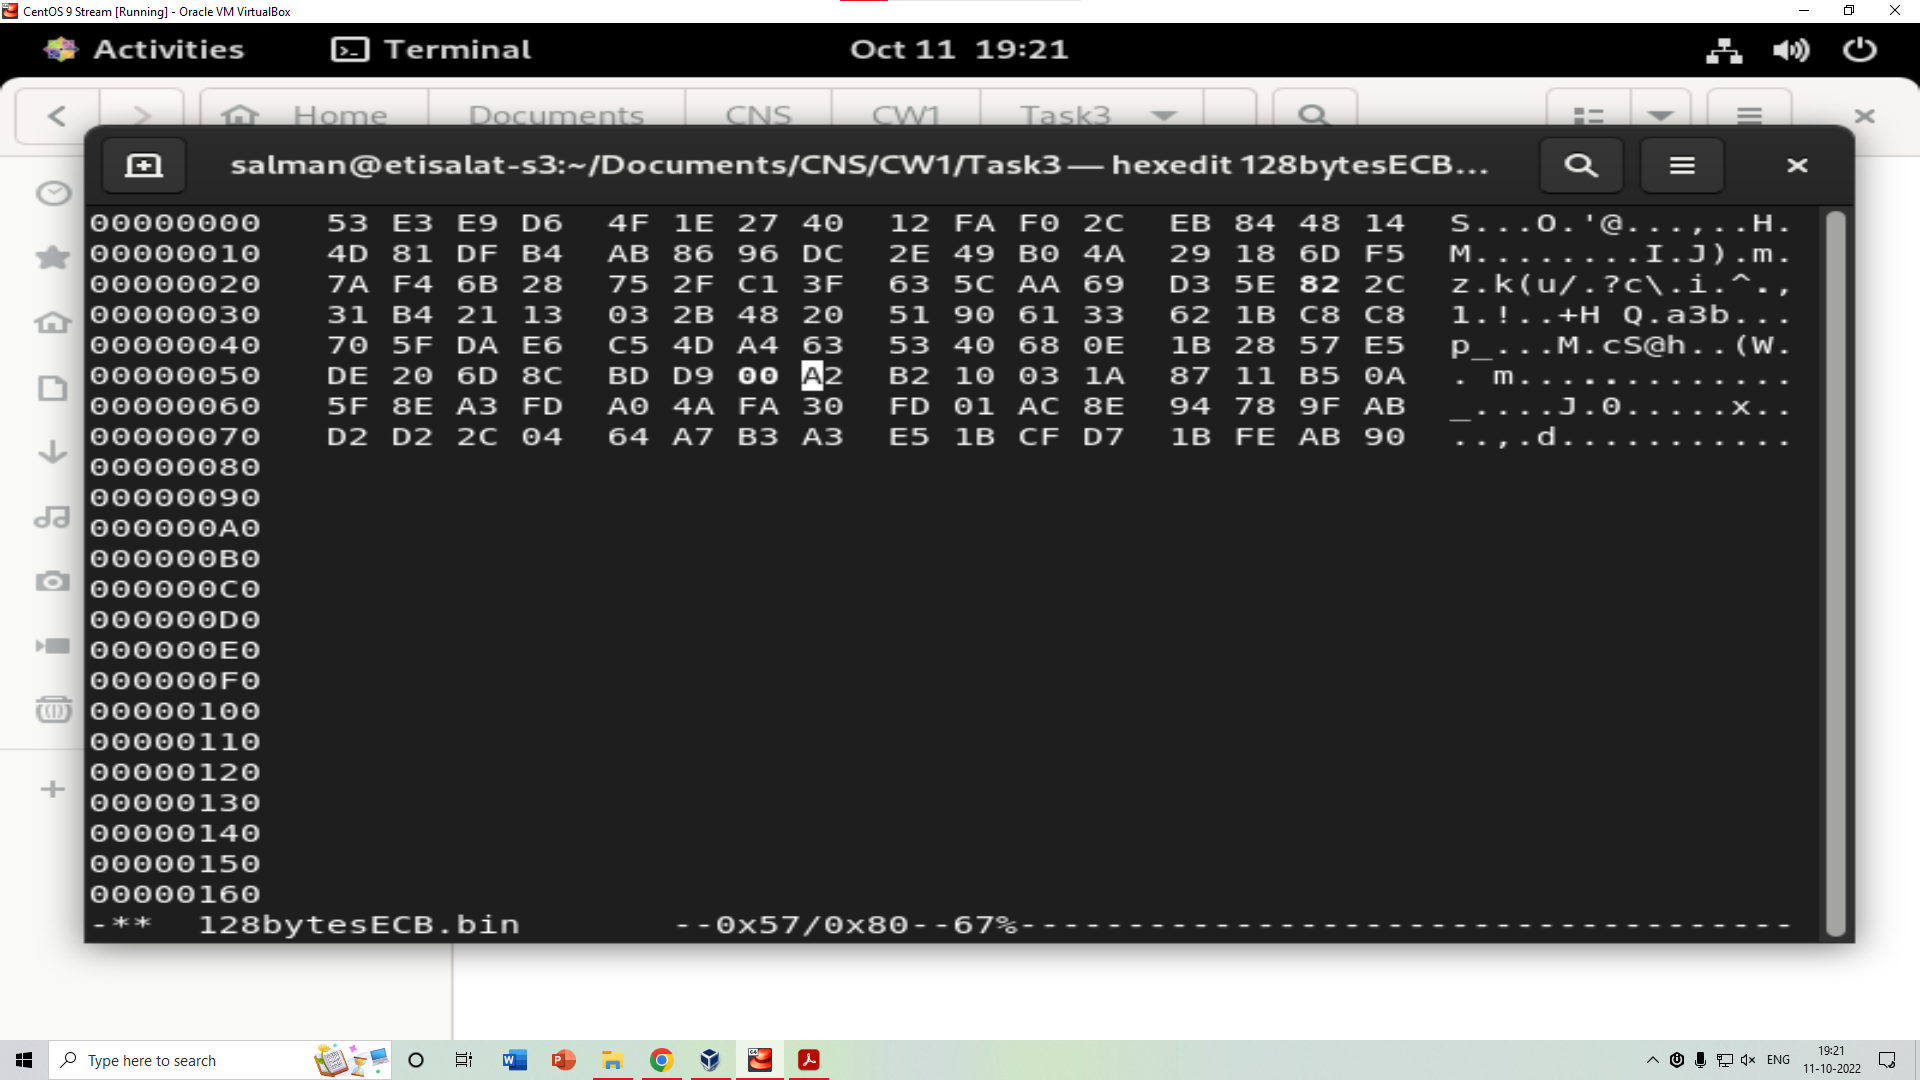 CentOS 9 Stream [Running] - Oracle VM VirtualBox
Activities Terminal Oct 11 19:21
Home Documents CNS CW1 Task3
salman@etisalat-s3:~/Documents/CNS/CW1/Task3 — hexedit 128bytesECB...
00000000 53 E3 E9 D6 4F 1E 27 40 12 FA F0 2C EB 84 48 14 S...O.'@...,..H.
00000010 4D 81 DF B4 AB 86 96 DC 2E 49 B0 4A 29 18 6D F5 M........I.J).m.
00000020 7A F4 6B 28 75 2F C1 3F 63 5C AA 69 D3 5E 82 2C z.k(u/.?c\.i.^.,
00000030 31 B4 21 13 03 2B 48 20 51 90 61 33 62 1B C8 C8 1.!..+H Q.a3b...
00000040 70 5F DA E6 C5 4D A4 63 53 40 68 0E 1B 28 57 E5 p_...M.cS@h..(W.
00000050 DE 20 6D 8C BD D9 00 A2 B2 10 03 1A 87 11 B5 0A . m.............
00000060 5F 8E A3 FD A0 4A FA 30 FD 01 AC 8E 94 78 9F AB _....J.0.....x..
00000070 D2 D2 2C 04 64 A7 B3 A3 E5 1B CF D7 1B FE AB 90 ..,.d...........
00000080
00000090
000000A0
000000B0
000000C0
000000D0
000000E0
000000F0
00000100
00000110
00000120
00000130
00000140
00000150
00000160
-** 128bytesECB.bin --0x57/0x80--67%------------------------------------
Type here to search ENG 19:21
11-10-2022